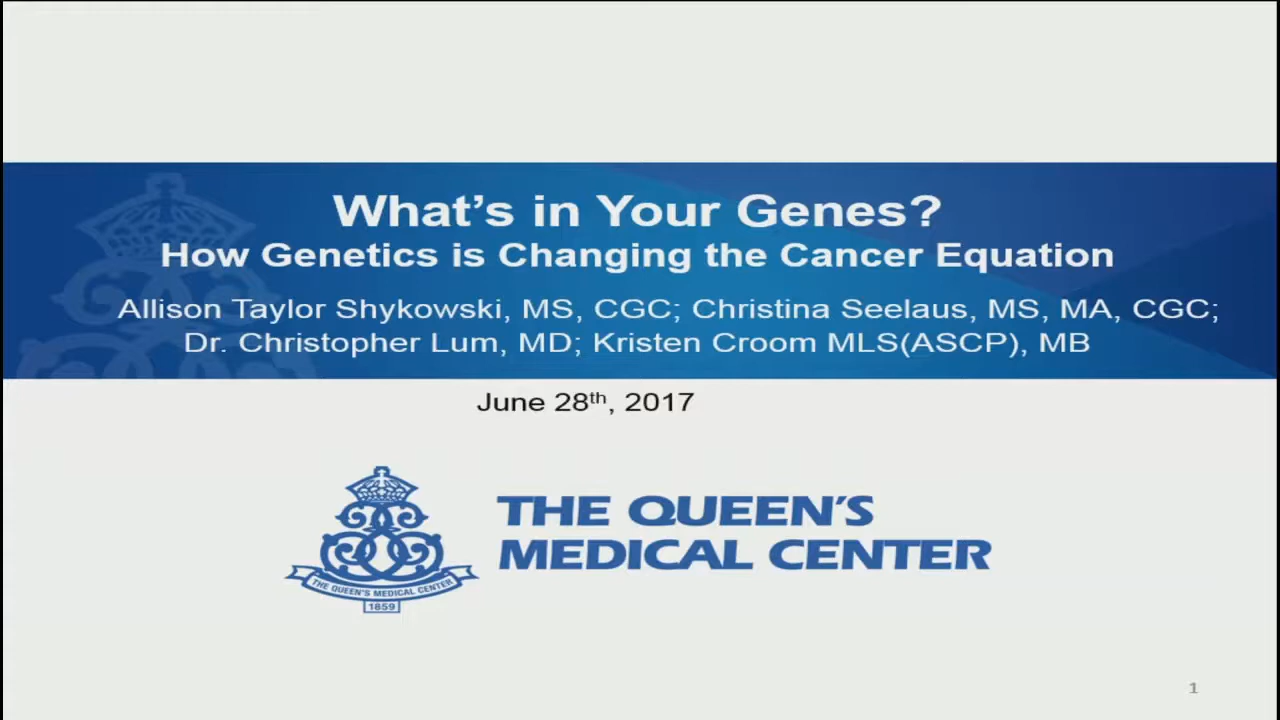 What's in Your Genes?
How Genetics is Changing the Cancer Equation
Allison Taylor Shykowski, MS, CGC; Christina Seelaus, MS, MA, CGC;
Dr. Christopher Lum, MD; Kristen Croom MLS(ASCP), MB
June 28th, 2017
THE QUEEN'S
MEDICAL CENTER
THE QUEEN'S MEDICAL CENTER
1859
1